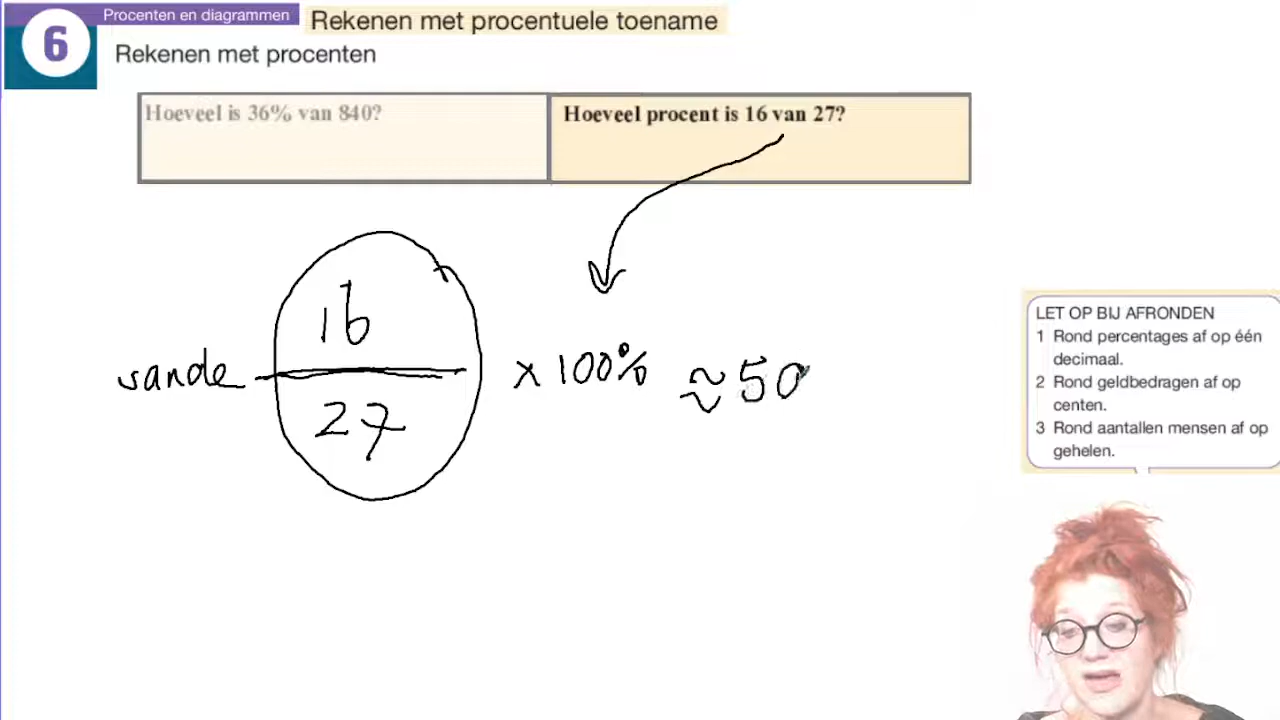 Procenten en diagrammen
Rekenen met procentuele toename
6
Rekenen met procenten
Hoeveel is 36% van 840?
Hoeveel procent is 16 van 27?
16
vande
27
x 100% ≈ 50
LET OP BIJ AFRONDEN
1 Rond percentages af op één
decimaal.
2 Rond geldbedragen af op
centen.
3 Rond aantallen mensen af op
gehelen.